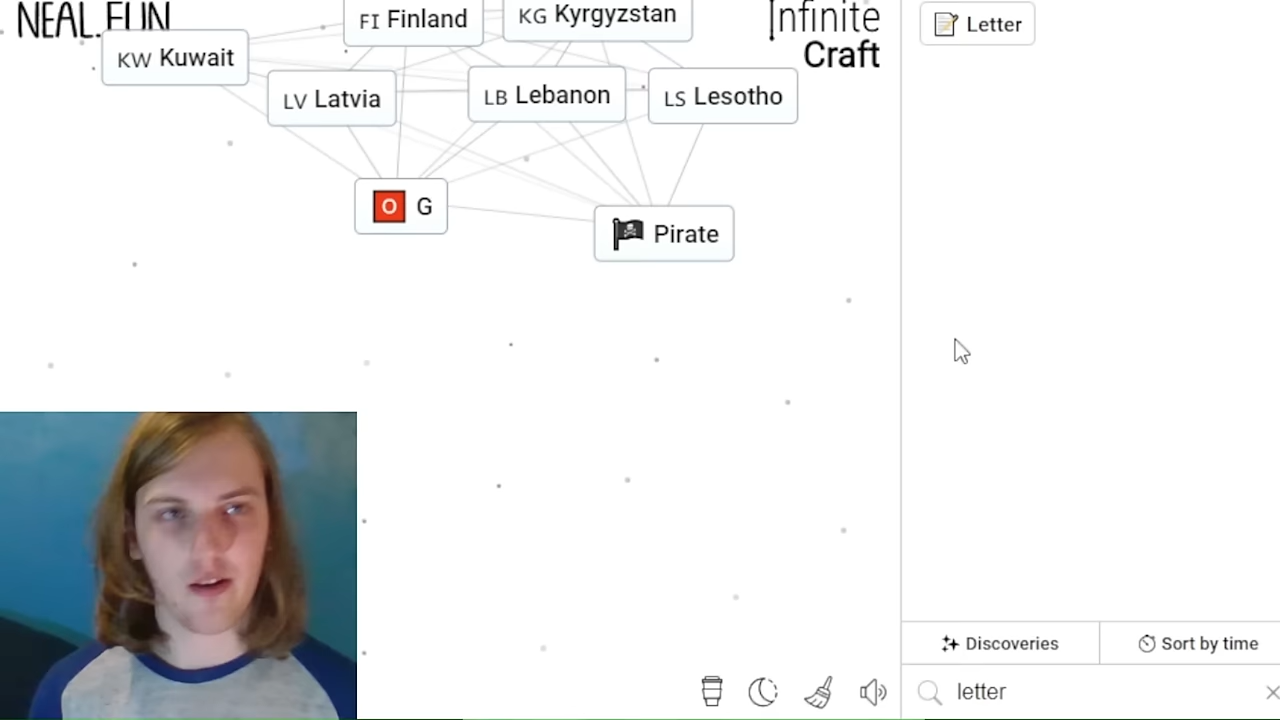 NEAL.FUN
Infinite
Craft
FI Finland
KG Kyrgyzstan
KW Kuwait
LV Latvia
LB Lebanon
LS Lesotho
O G
Pirate
Letter
Discoveries
Sort by time
letter